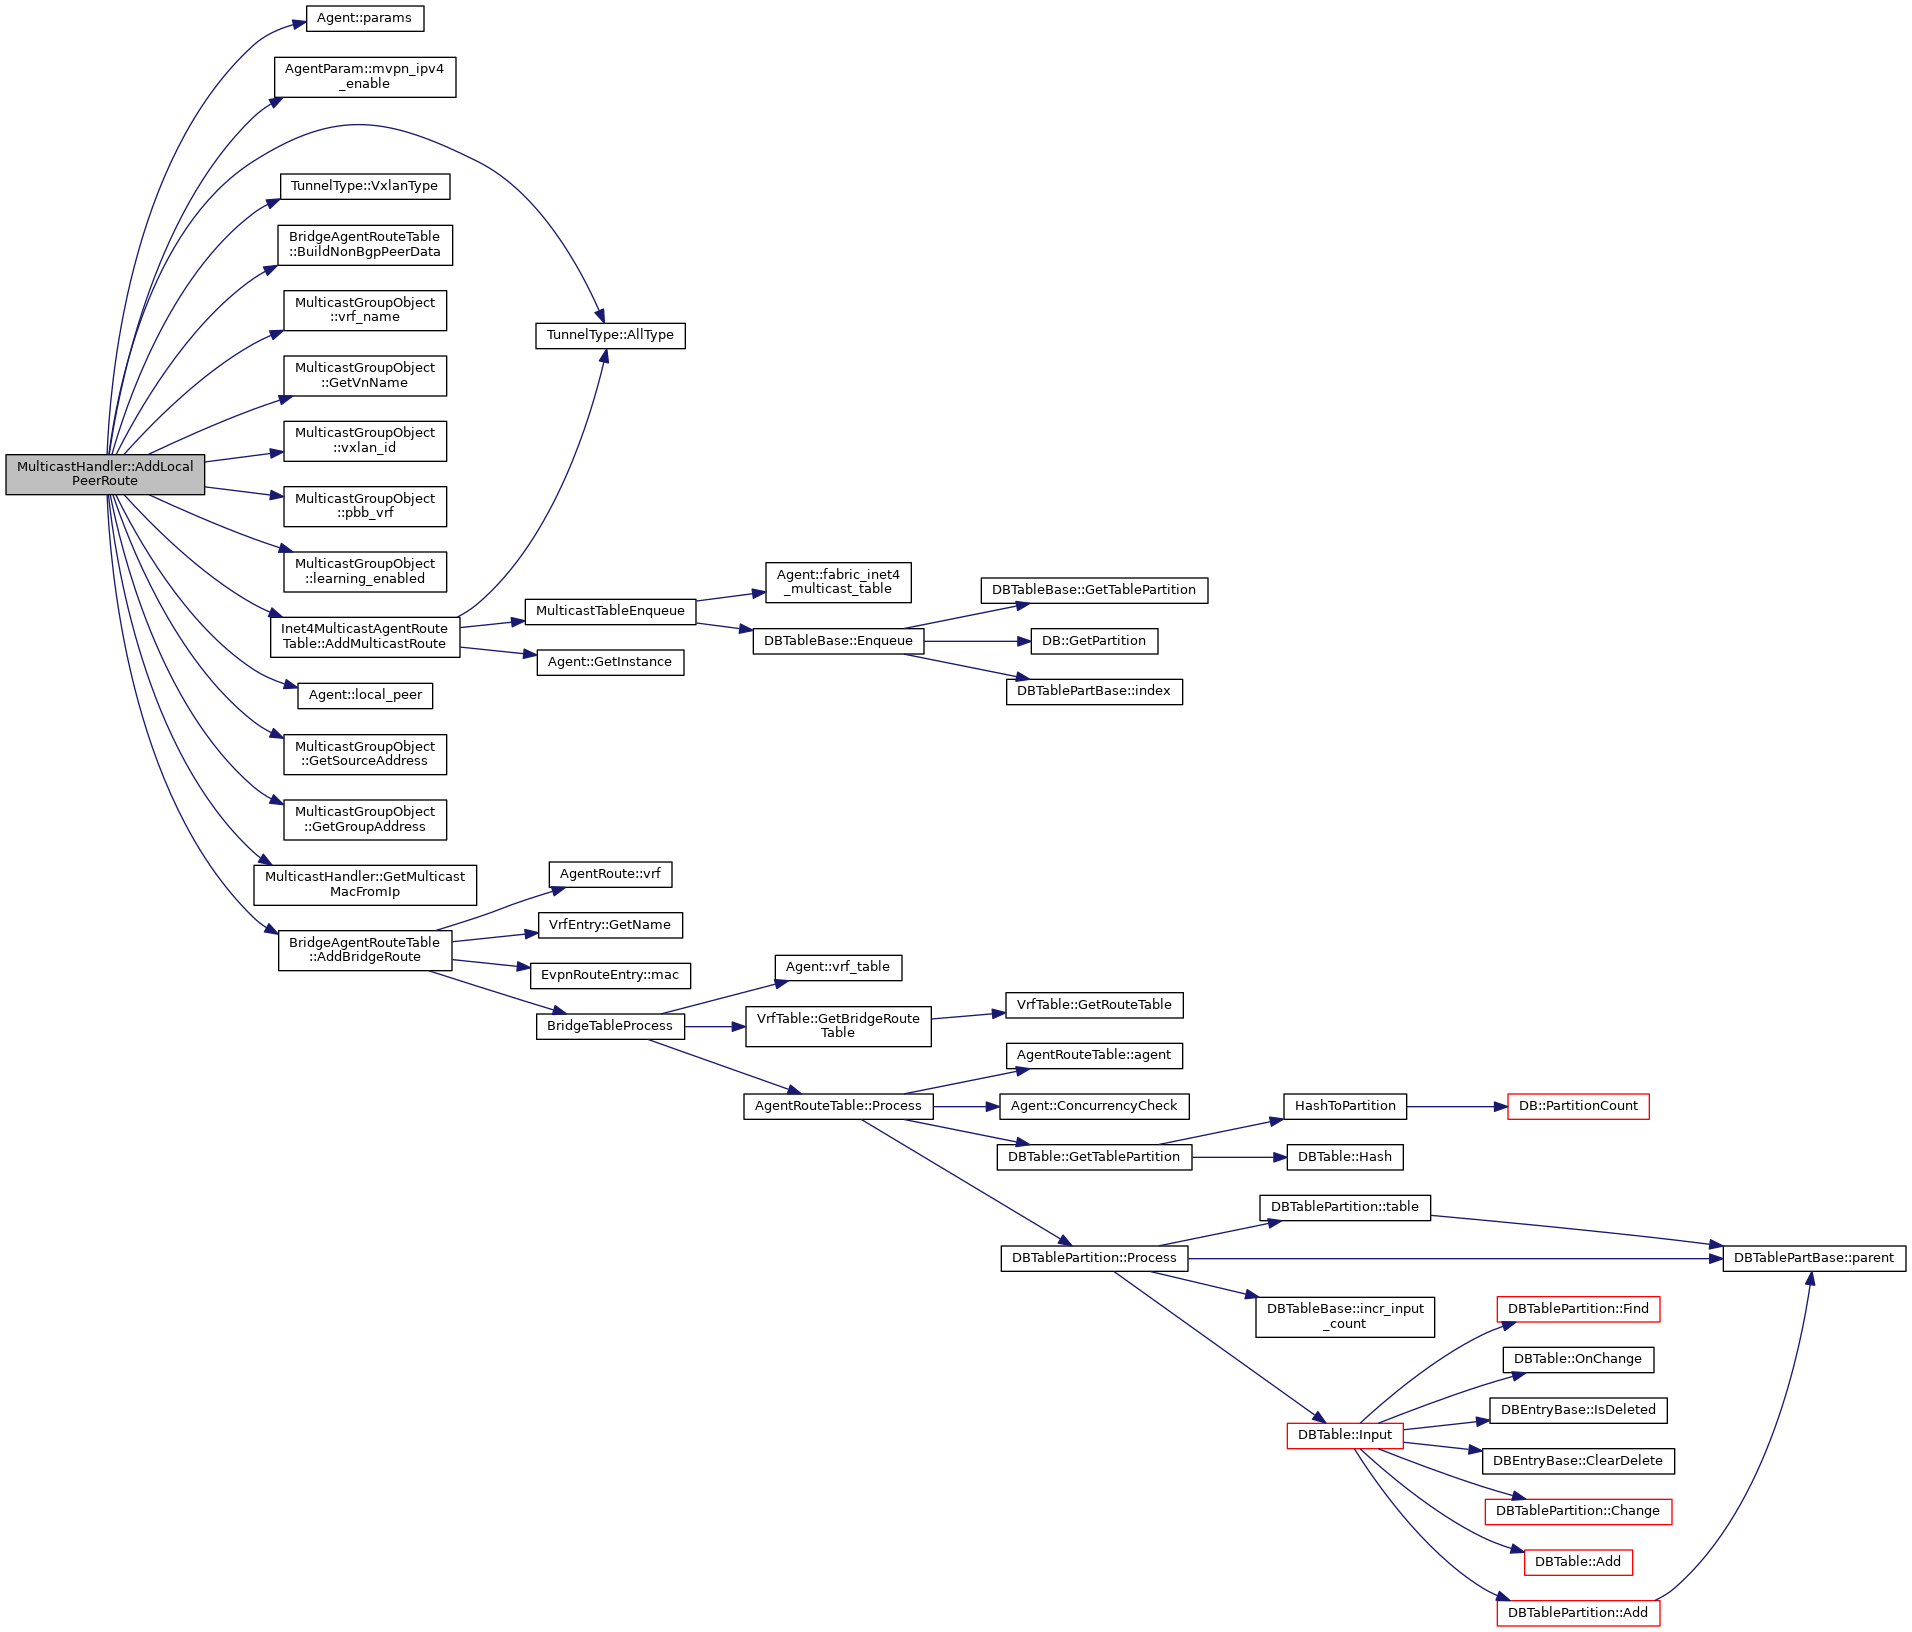 Agent::params
AgentParam::mvpn_ipv4
_enable
TunnelType::VxlanType
BridgeAgentRouteTable
::BuildNonBgpPeerData
MulticastGroupObject
::vrf_name
TunnelType::AllType
MulticastGroupObject
::GetVnName
MulticastGroupObject
::vxlan_id
MulticastHandler::AddLocal
PeerRoute
MulticastGroupObject
::pbb_vrf
MulticastGroupObject
::learning_enabled
Agent::fabric_inet4
_multicast_table
DBTableBase::GetTablePartition
MulticastTableEnqueue
Inet4MulticastAgentRoute
Table::AddMulticastRoute
DBTableBase::Enqueue
DB::GetPartition
Agent::GetInstance
DBTablePartBase::index
Agent::local_peer
MulticastGroupObject
::GetSourceAddress
MulticastGroupObject
::GetGroupAddress
MulticastHandler::GetMulticast
MacFromIp
AgentRoute::vrf
VrfEntry::GetName
BridgeAgentRouteTable
::AddBridgeRoute
EvpnRouteEntry::mac
Agent::vrf_table
VrfTable::GetRouteTable
BridgeTableProcess
VrfTable::GetBridgeRoute
Table
AgentRouteTable::agent
AgentRouteTable::Process
Agent::ConcurrencyCheck
HashToPartition
DB::PartitionCount
DBTable::GetTablePartition
DBTable::Hash
DBTablePartition::table
DBTablePartition::Process
DBTablePartBase::parent
DBTableBase::incr_input
_count
DBTablePartition::Find
DBTable::OnChange
DBEntryBase::IsDeleted
DBTable::Input
DBEntryBase::ClearDelete
DBTablePartition::Change
DBTable::Add
DBTablePartition::Add